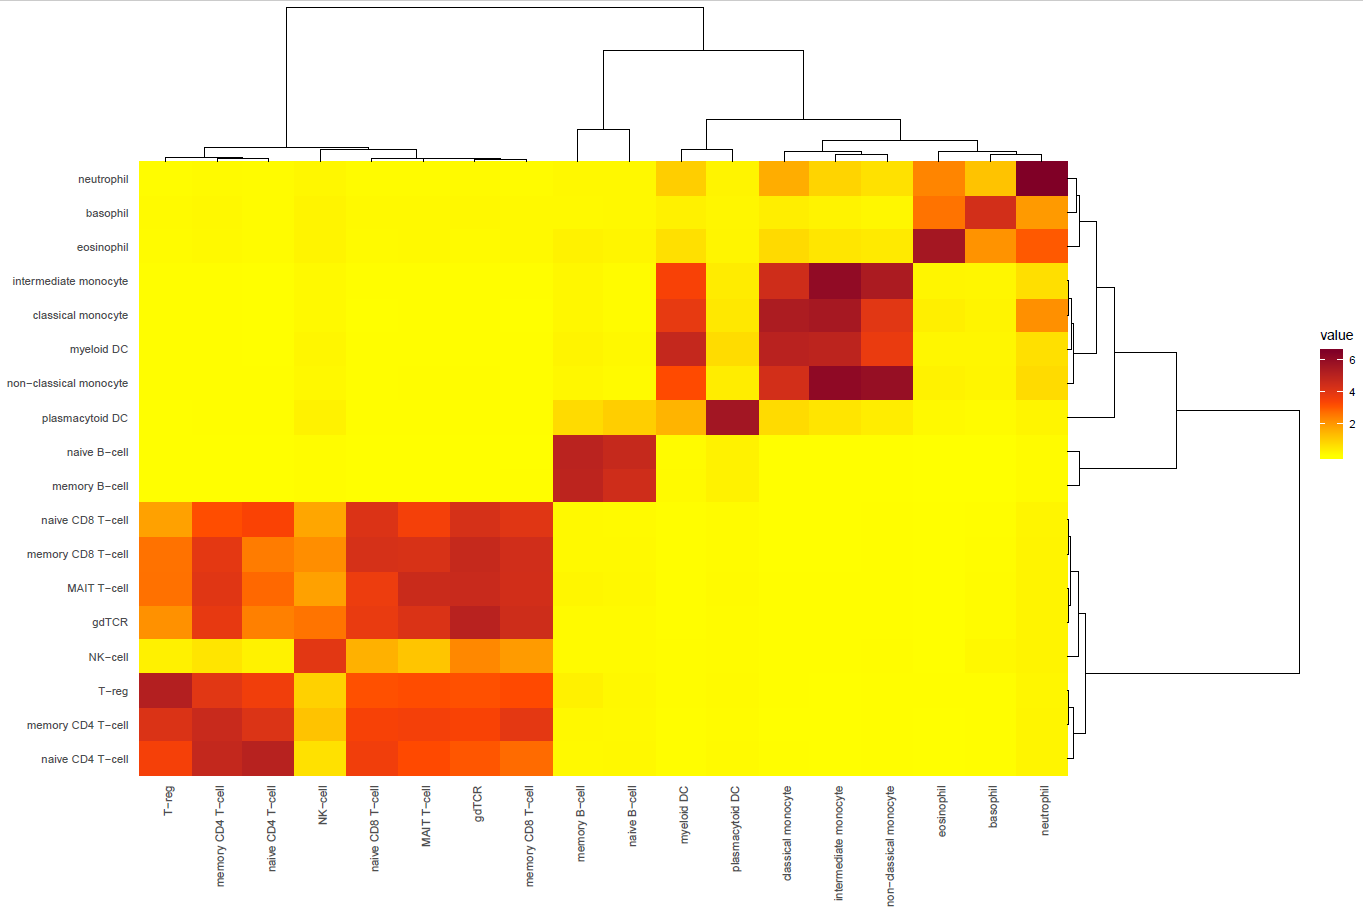 neutrophil
basophil
eosinophil
intermediate monocyte
classical monocyte
myeloid DC
non−classical monocyte
plasmacytoid DC
naive B−cell
memory B−cell
naive CD8 T−cell
memory CD8 T−cell
MAIT T−cell
gdTCR
NK−cell
T−reg
memory CD4 T−cell
naive CD4 T−cell
T−reg
memory CD4 T−cell
naive CD4 T−cell
NK−cell
naive CD8 T−cell
MAIT T−cell
gdTCR
memory CD8 T−cell
memory B−cell
naive B−cell
myeloid DC
plasmacytoid DC
classical monocyte
intermediate monocyte
non−classical monocyte
eosinophil
basophil
neutrophil
value
6
4
2